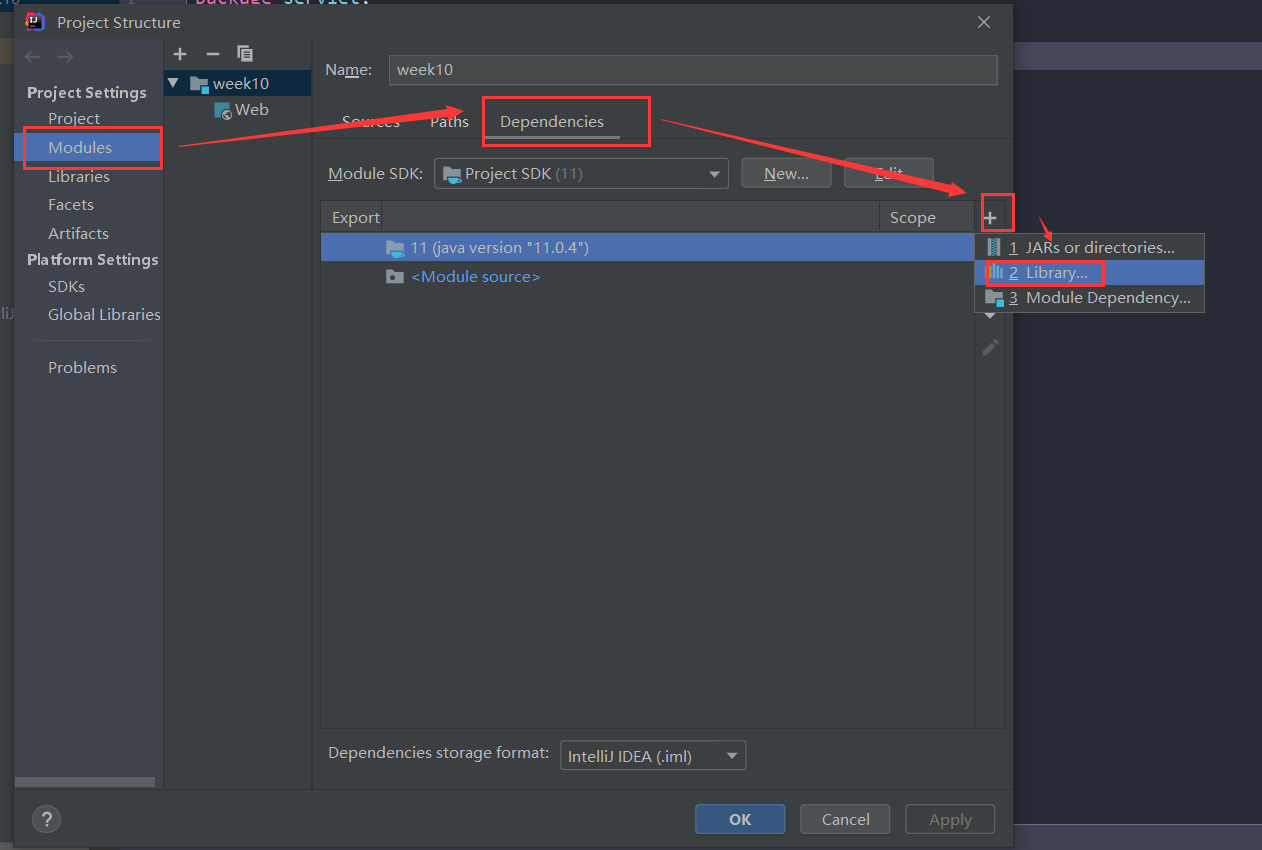 package servlet;
Project Structure
Name: week10
week10
Web
Project Settings
Project
Modules
Libraries
Facets
Artifacts
Platform Settings
SDKs
Global Libraries
Problems
Sources Paths Dependencies
Module SDK: Project SDK (11) New... Edit
Export Scope
11 (java version "11.0.4")
<Module source>
1 JARs or directories...
2 Library...
3 Module Dependency...
Dependencies storage format: IntelliJ IDEA (.iml)
? OK Cancel Apply